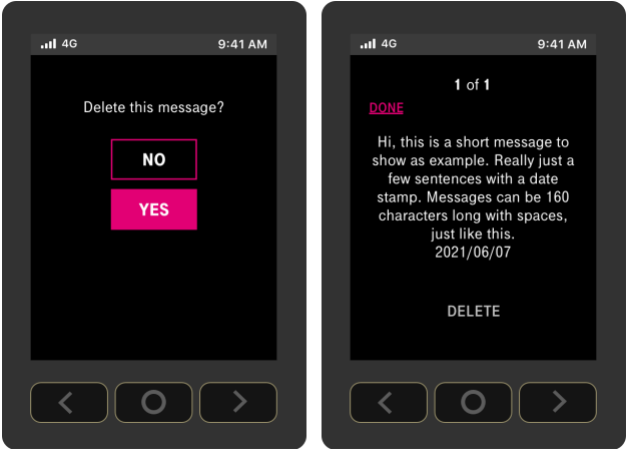 4G 9:41 AM
Delete this message?
NO
YES
4G 9:41 AM
1 of 1
DONE
Hi, this is a short message to
show as example. Really just a
few sentences with a date
stamp. Messages can be 160
characters long with spaces,
just like this.
2021/06/07
DELETE